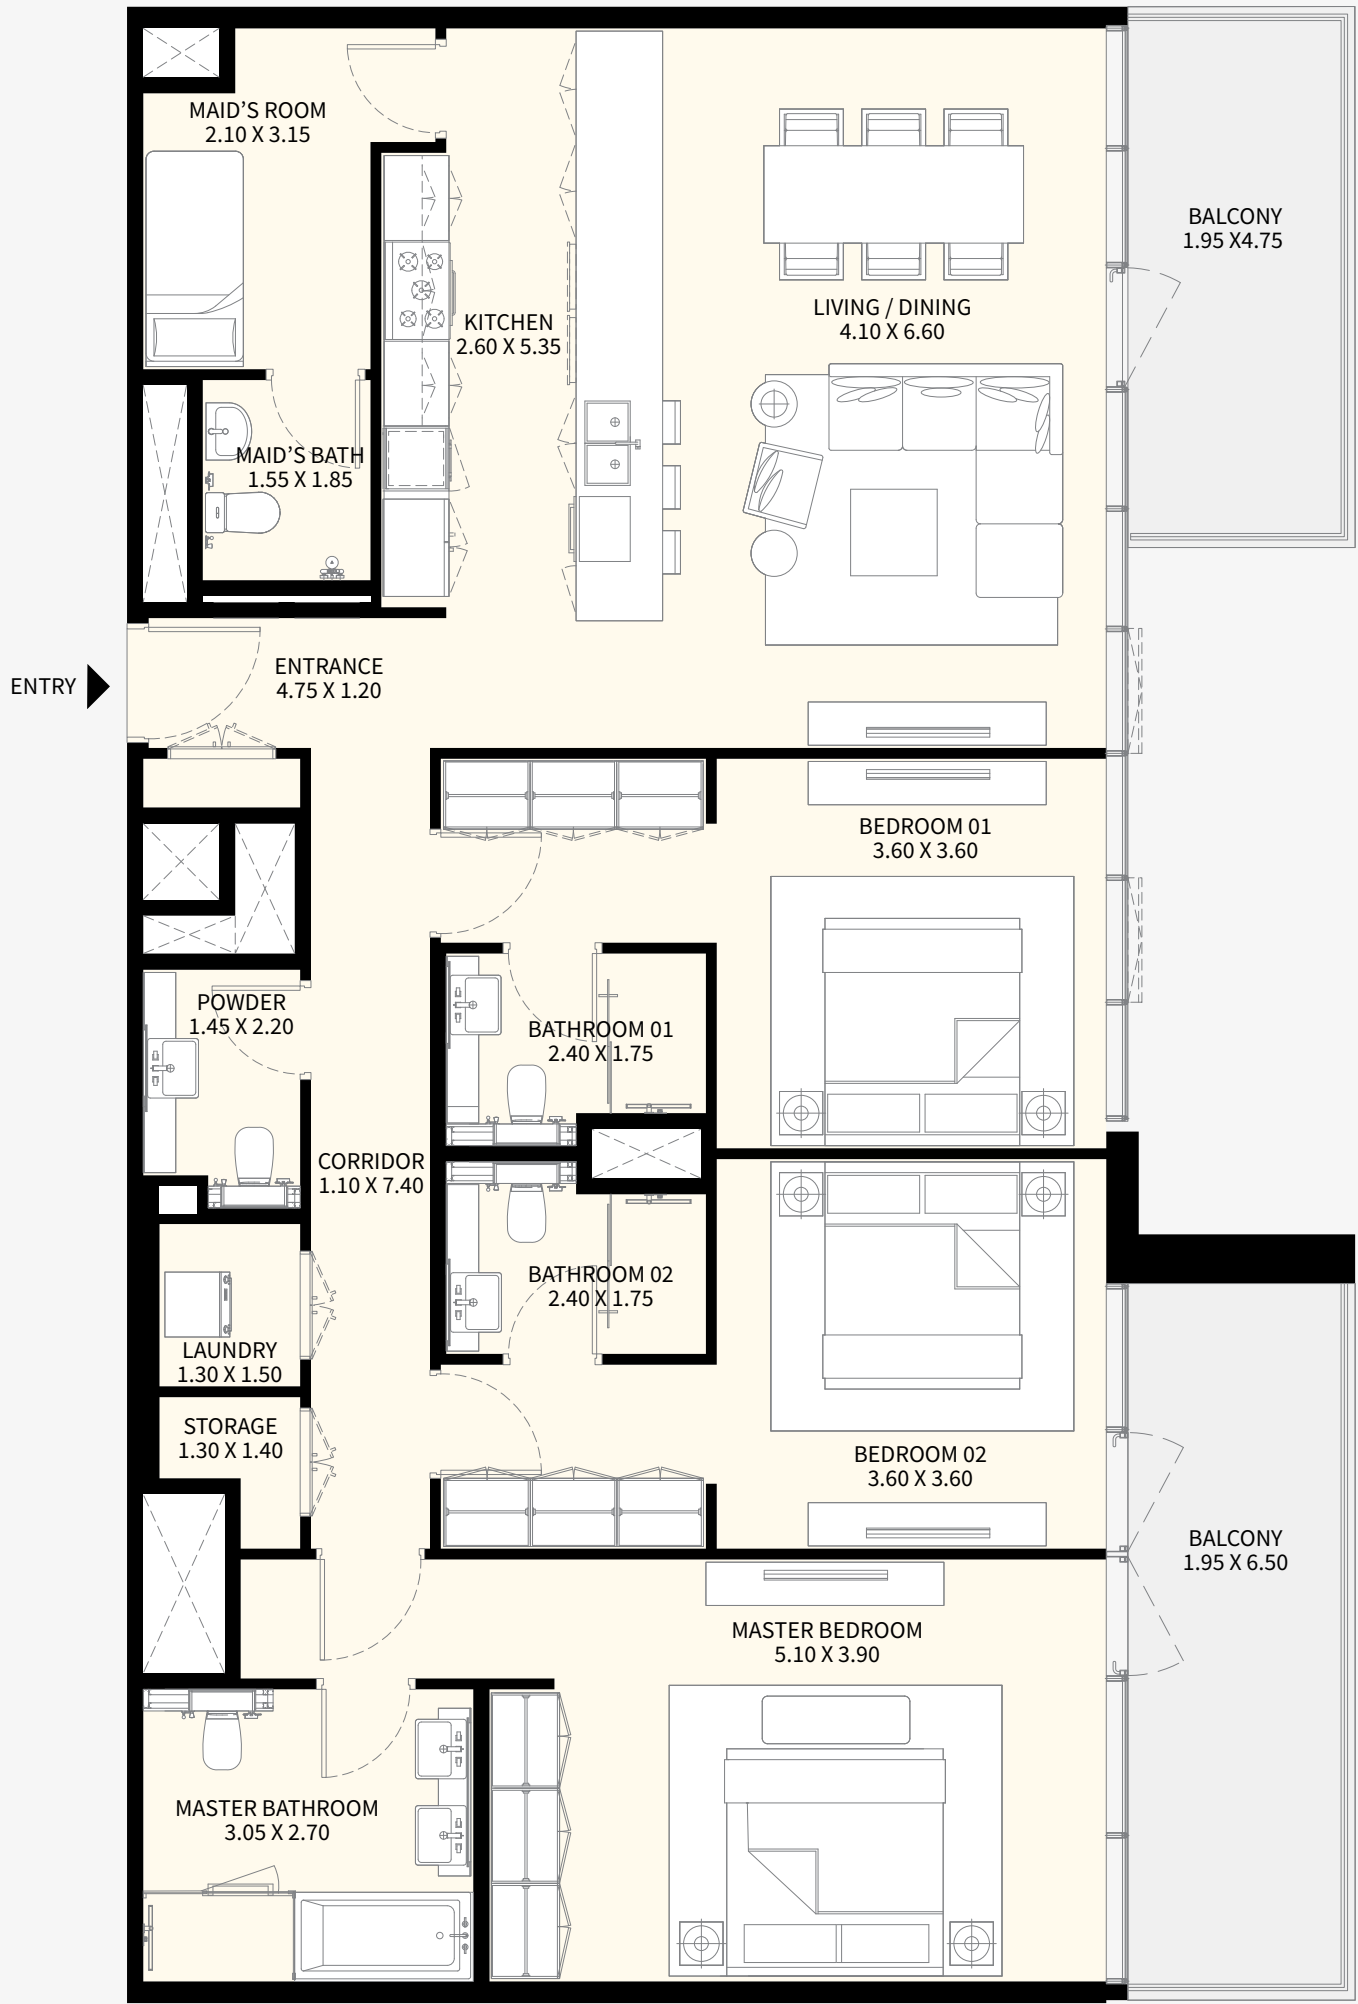 MAID’S ROOM
2.10 X 3.15
BALCONY
1.95 X4.75
LIVING / DINING
4.10 X 6.60
KITCHEN
2.60 X 5.35
MAID’S BATH
1.55 X 1.85
ENTRY
ENTRANCE
4.75 X 1.20
BEDROOM 01
3.60 X 3.60
POWDER
1.45 X 2.20
BATHROOM 01
2.40 X 1.75
CORRIDOR
1.10 X 7.40
BATHROOM 02
2.40 X 1.75
LAUNDRY
1.30 X 1.50
STORAGE
1.30 X 1.40
BEDROOM 02
3.60 X 3.60
BALCONY
1.95 X 6.50
MASTER BEDROOM
5.10 X 3.90
MASTER BATHROOM
3.05 X 2.70